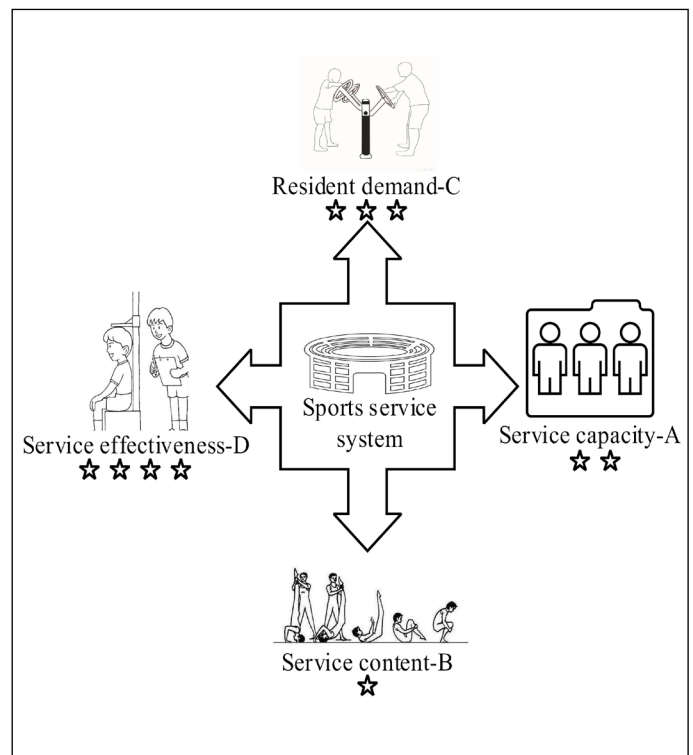 Resident demand-C
Sports service
system
Service effectiveness-D
Service capacity-A
Service content-B